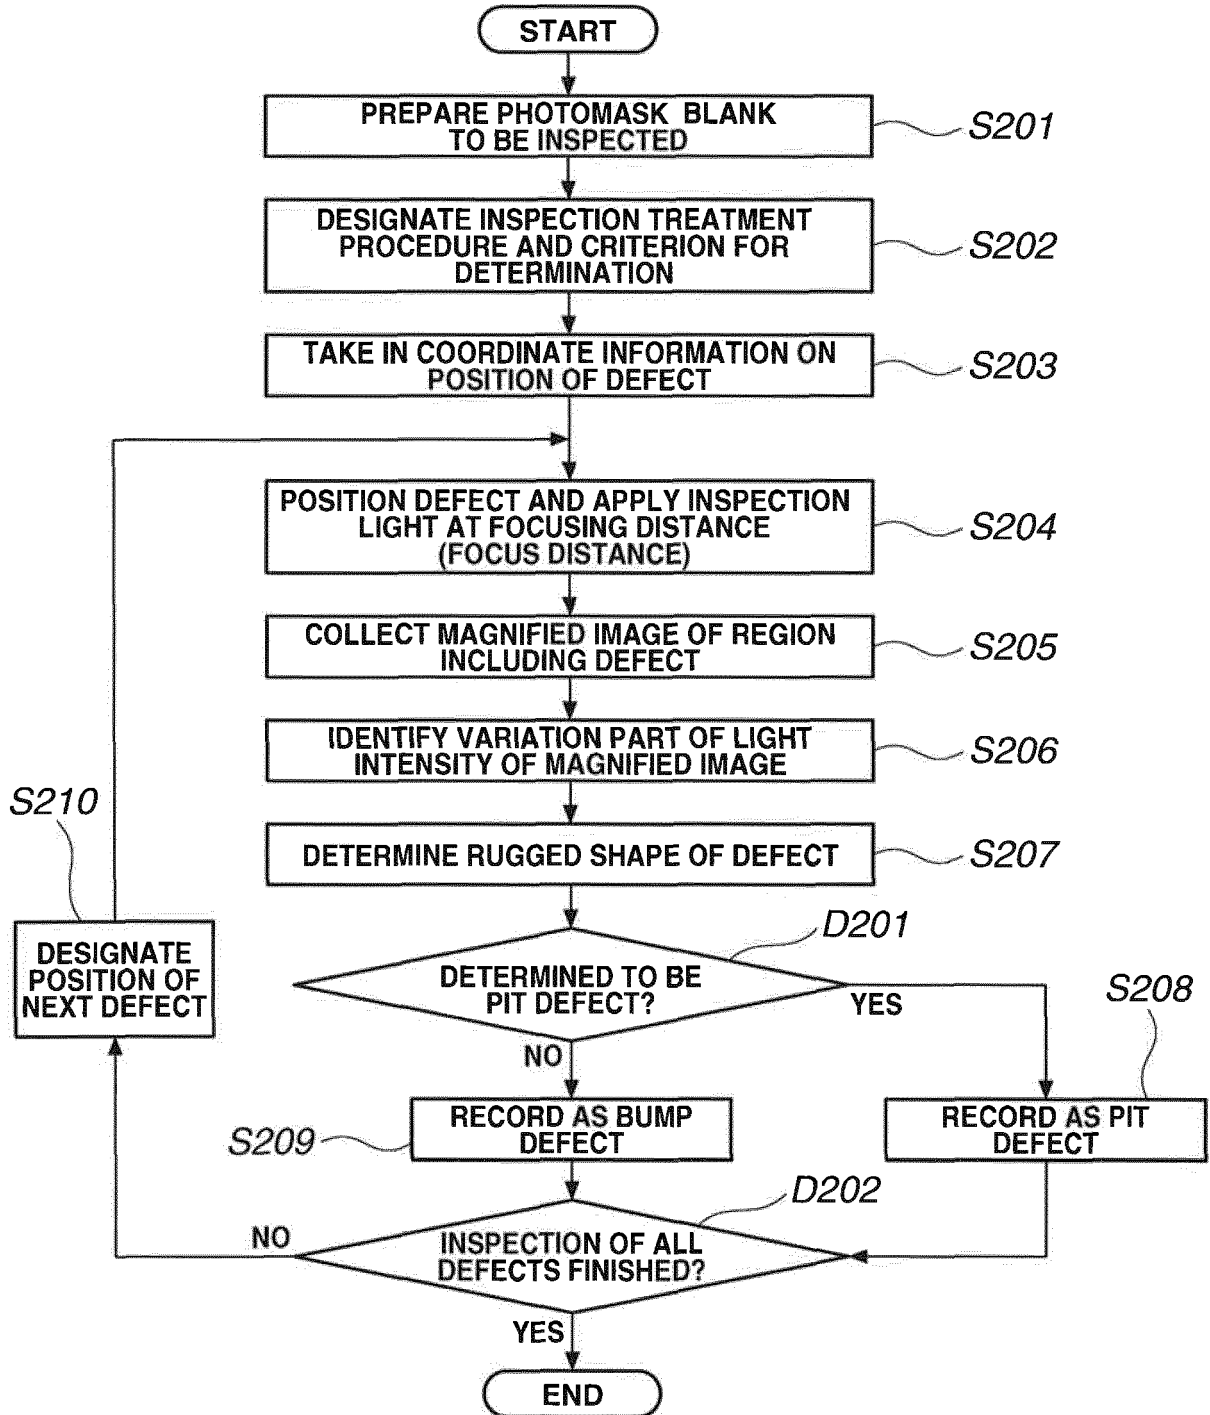 START
PREPARE PHOTOMASK BLANK
TO BE INSPECTED
S201
DESIGNATE INSPECTION TREATMENT
PROCEDURE AND CRITERION FOR
DETERMINATION
S202
TAKE IN COORDINATE INFORMATION ON
POSITION OF DEFECT
S203
POSITION DEFECT AND APPLY INSPECTION
LIGHT AT FOCUSING DISTANCE
(FOCUS DISTANCE)
S204
COLLECT MAGNIFIED IMAGE OF REGION
INCLUDING DEFECT
S205
IDENTIFY VARIATION PART OF LIGHT
INTENSITY OF MAGNIFIED IMAGE
S206
DETERMINE RUGGED SHAPE OF DEFECT
S207
S210
DESIGNATE
POSITION OF
NEXT DEFECT
D201
DETERMINED TO BE
PIT DEFECT?
YES
NO
S208
RECORD AS PIT
DEFECT
S209
RECORD AS BUMP
DEFECT
D202
INSPECTION OF ALL
DEFECTS FINISHED?
NO
YES
END